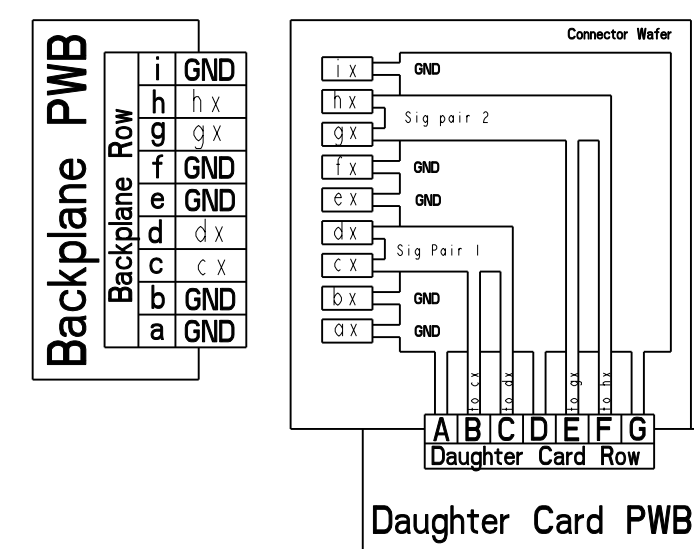 Backplane PWB
Backplane Row
i GND
h hx
g gx
f GND
e GND
d dx
c cx
b GND
a GND
Connector Wafer
ix GND
hx
Sig pair 2
gx
fx GND
ex GND
dx
Sig Pair 1
cx
bx GND
ax GND
to cx
to dx
to gx
to hx
A B C D E F G
Daughter Card Row
Daughter Card PWB